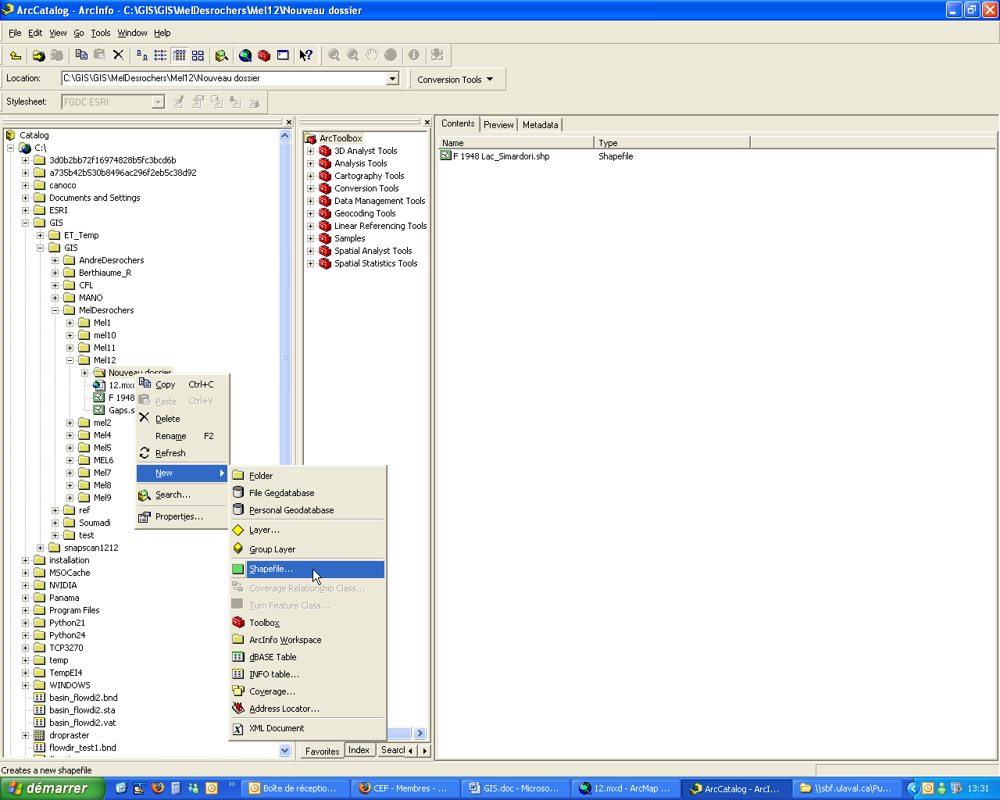 ArcCatalog - ArcInfo - C:\GIS\GIS\MelDesrochers\Mel12\Nouveau dossier
File Edit View Go Tools Window Help
Location: C:\GIS\GIS\MelDesrochers\Mel12\Nouveau dossier Conversion Tools
Stylesheet: FGDC ESRI
Catalog
C:\
3d0b2bb72f16974828b5fc3bcd6b
a735b42b530b8496ac296f2eb5c38d92
canoco
Documents and Settings
ESRI
GIS
ET_Temp
GIS
AndreDesrochers
Berthiaume_R
CFL
MANO
MelDesrochers
Mel1
mel10
Mel11
Mel12
Nouveau dossier
12.mxd
F 1948
Gaps.s
mel2
Mel4
Mel5
MEL6
Mel7
Mel8
Mel9
ref
Soumadi
test
snapscan1212
installation
MSOCache
NVIDIA
Panama
Program Files
Python21
Python24
TCP3270
temp
TempEI4
WINDOWS
basin_flowdi2.bnd
basin_flowdi2.sta
basin_flowdi2.vat
dropraster
flowdir_test1.bnd
Copy Ctrl+C
Paste Ctrl+V
Delete
Rename F2
Refresh
New
Search...
Properties...
Folder
File Geodatabase
Personal Geodatabase
Layer...
Group Layer
Shapefile...
Coverage Relationship Class...
Turn Feature Class...
Toolbox
ArcInfo Workspace
dBASE Table
INFO table...
Coverage...
Address Locator...
XML Document
ArcToolbox
3D Analyst Tools
Analysis Tools
Cartography Tools
Conversion Tools
Data Management Tools
Geocoding Tools
Linear Referencing Tools
Samples
Spatial Analyst Tools
Spatial Statistics Tools
Favorites Index Search
Contents Preview Metadata
Name Type
F 1948 Lac_Simardori.shp Shapefile
Creates a new shapefile
démarrer
Boîte de réceptio...
CEF - Membres - ...
GIS.doc - Microso...
12.mxd - ArcMap ...
ArcCatalog - ArcI...
\\sbf.ulaval.ca\Pu...
13:31